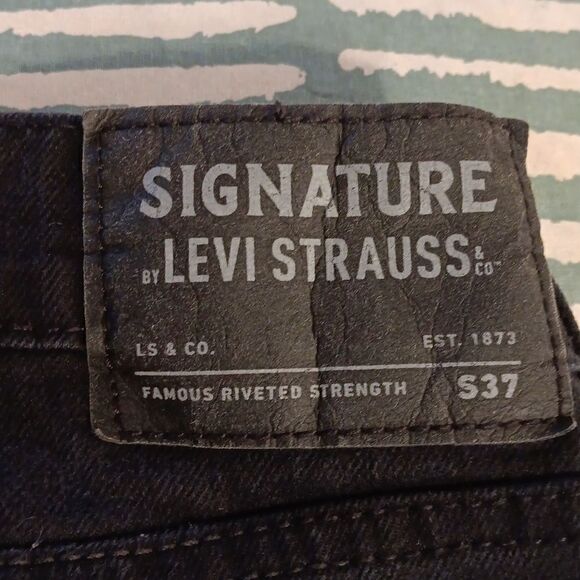 SIGNATURE
BY LEVI STRAUSS & CO™
LS & CO. EST. 1873
FAMOUS RIVETED STRENGTH S37